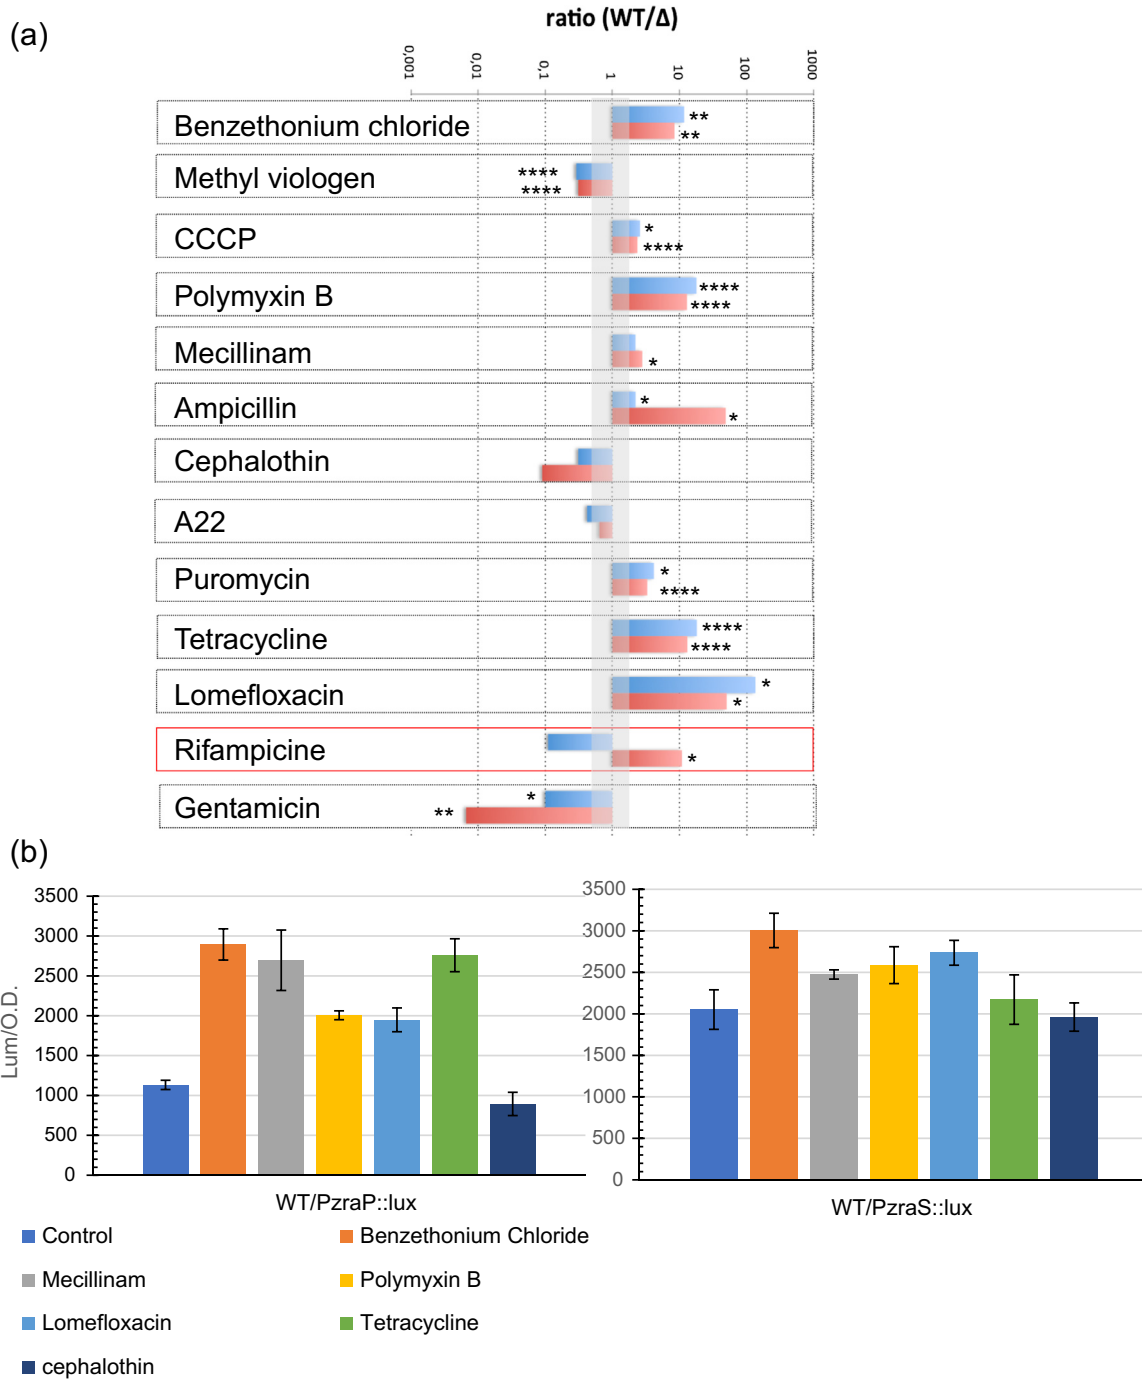 (a)
ratio (WT/Δ)
0,001 0,01 0,1 1 10 100 1000
Benzethonium chloride ** **
Methyl viologen **** ****
CCCP * ****
Polymyxin B **** ****
Mecillinam *
Ampicillin * *
Cephalothin
A22
Puromycin * ****
Tetracycline **** ****
Lomefloxacin * *
Rifampicine *
Gentamicin * **
(b)
Lum/O.D.
3500
3000
2500
2000
1500
1000
500
0
WT/PzraP::lux
3500
3000
2500
2000
1500
1000
500
0
WT/PzraS::lux
Control
Benzethonium Chloride
Mecillinam
Polymyxin B
Lomefloxacin
Tetracycline
cephalothin